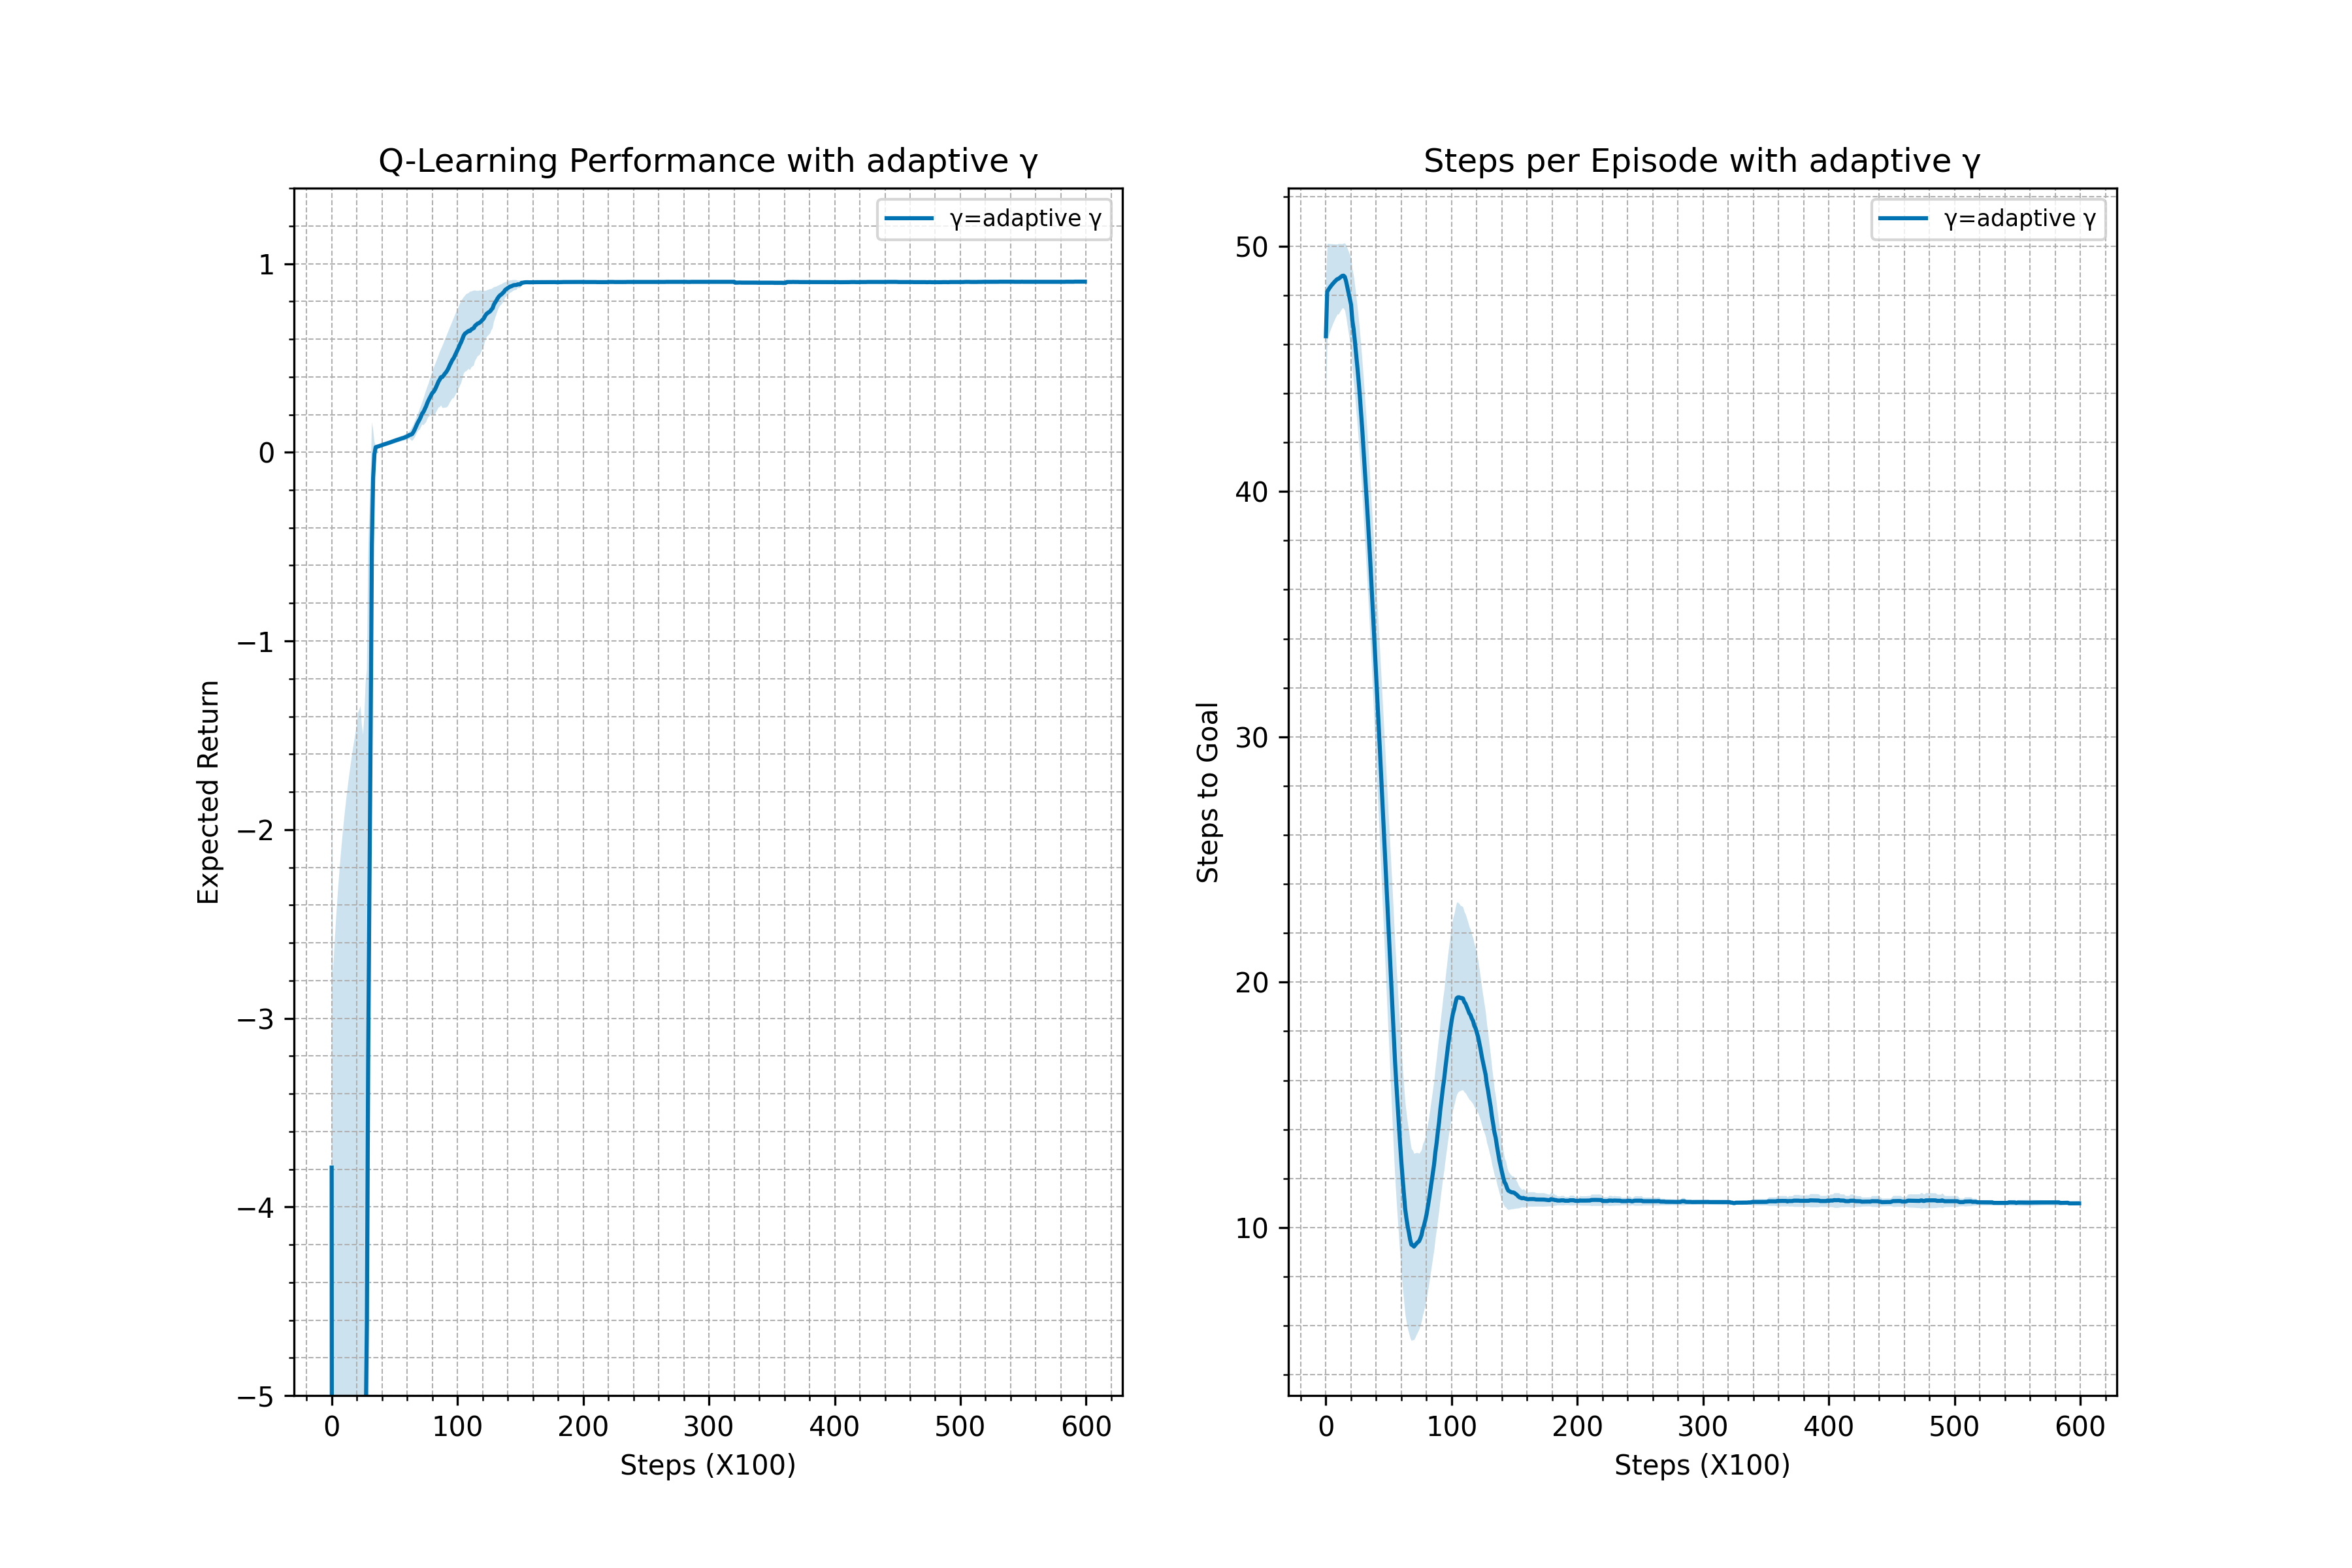 Q-Learning Performance with adaptive γ
γ=adaptive γ
1
0
−1
−2
−3
−4
−5
Expected Return
0 100 200 300 400 500 600
Steps (X100)
Steps per Episode with adaptive γ
γ=adaptive γ
50
40
30
20
10
Steps to Goal
0 100 200 300 400 500 600
Steps (X100)